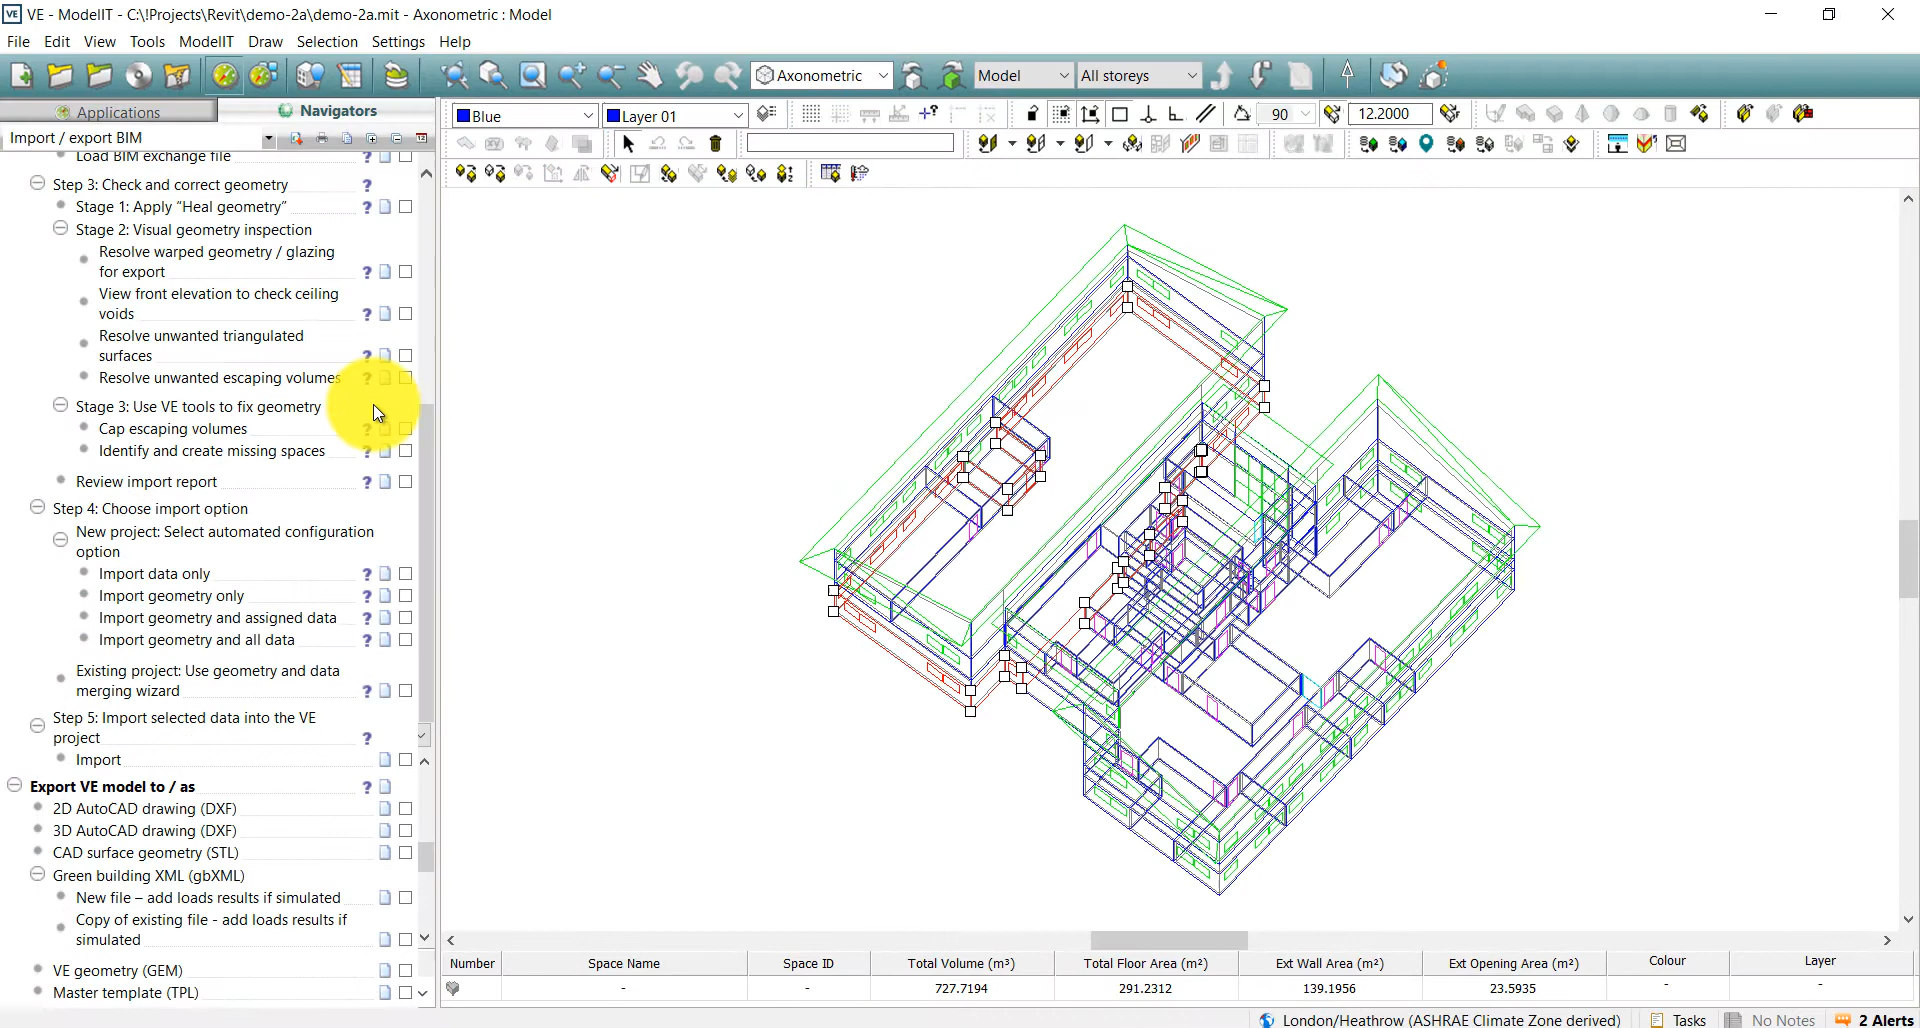 VE - ModelIT - C:\!Projects\Revit\demo-2a\demo-2a.mit - Axonometric : Model
File Edit View Tools ModelIT Draw Selection Settings Help
Axonometric Model All storeys
Applications Navigators
Blue Layer 01 90 12.2000
Import / export BIM
Load BIM exchange file
Step 3: Check and correct geometry
Stage 1: Apply “Heal geometry”
Stage 2: Visual geometry inspection
Resolve warped geometry / glazing
for export
View front elevation to check ceiling
voids
Resolve unwanted triangulated
surfaces
Resolve unwanted escaping volumes
Stage 3: Use VE tools to fix geometry
Cap escaping volumes
Identify and create missing spaces
Review import report
Step 4: Choose import option
New project: Select automated configuration
option
Import data only
Import geometry only
Import geometry and assigned data
Import geometry and all data
Existing project: Use geometry and data
merging wizard
Step 5: Import selected data into the VE
project
Import
Export VE model to / as
2D AutoCAD drawing (DXF)
3D AutoCAD drawing (DXF)
CAD surface geometry (STL)
Green building XML (gbXML)
New file – add loads results if simulated
Copy of existing file - add loads results if
simulated
VE geometry (GEM)
Master template (TPL)
Number Space Name Space ID Total Volume (m³) Total Floor Area (m²) Ext Wall Area (m²) Ext Opening Area (m²) Colour Layer
- - 727.7194 291.2312 139.1956 23.5935 - -
London/Heathrow (ASHRAE Climate Zone derived) Tasks No Notes 2 Alerts